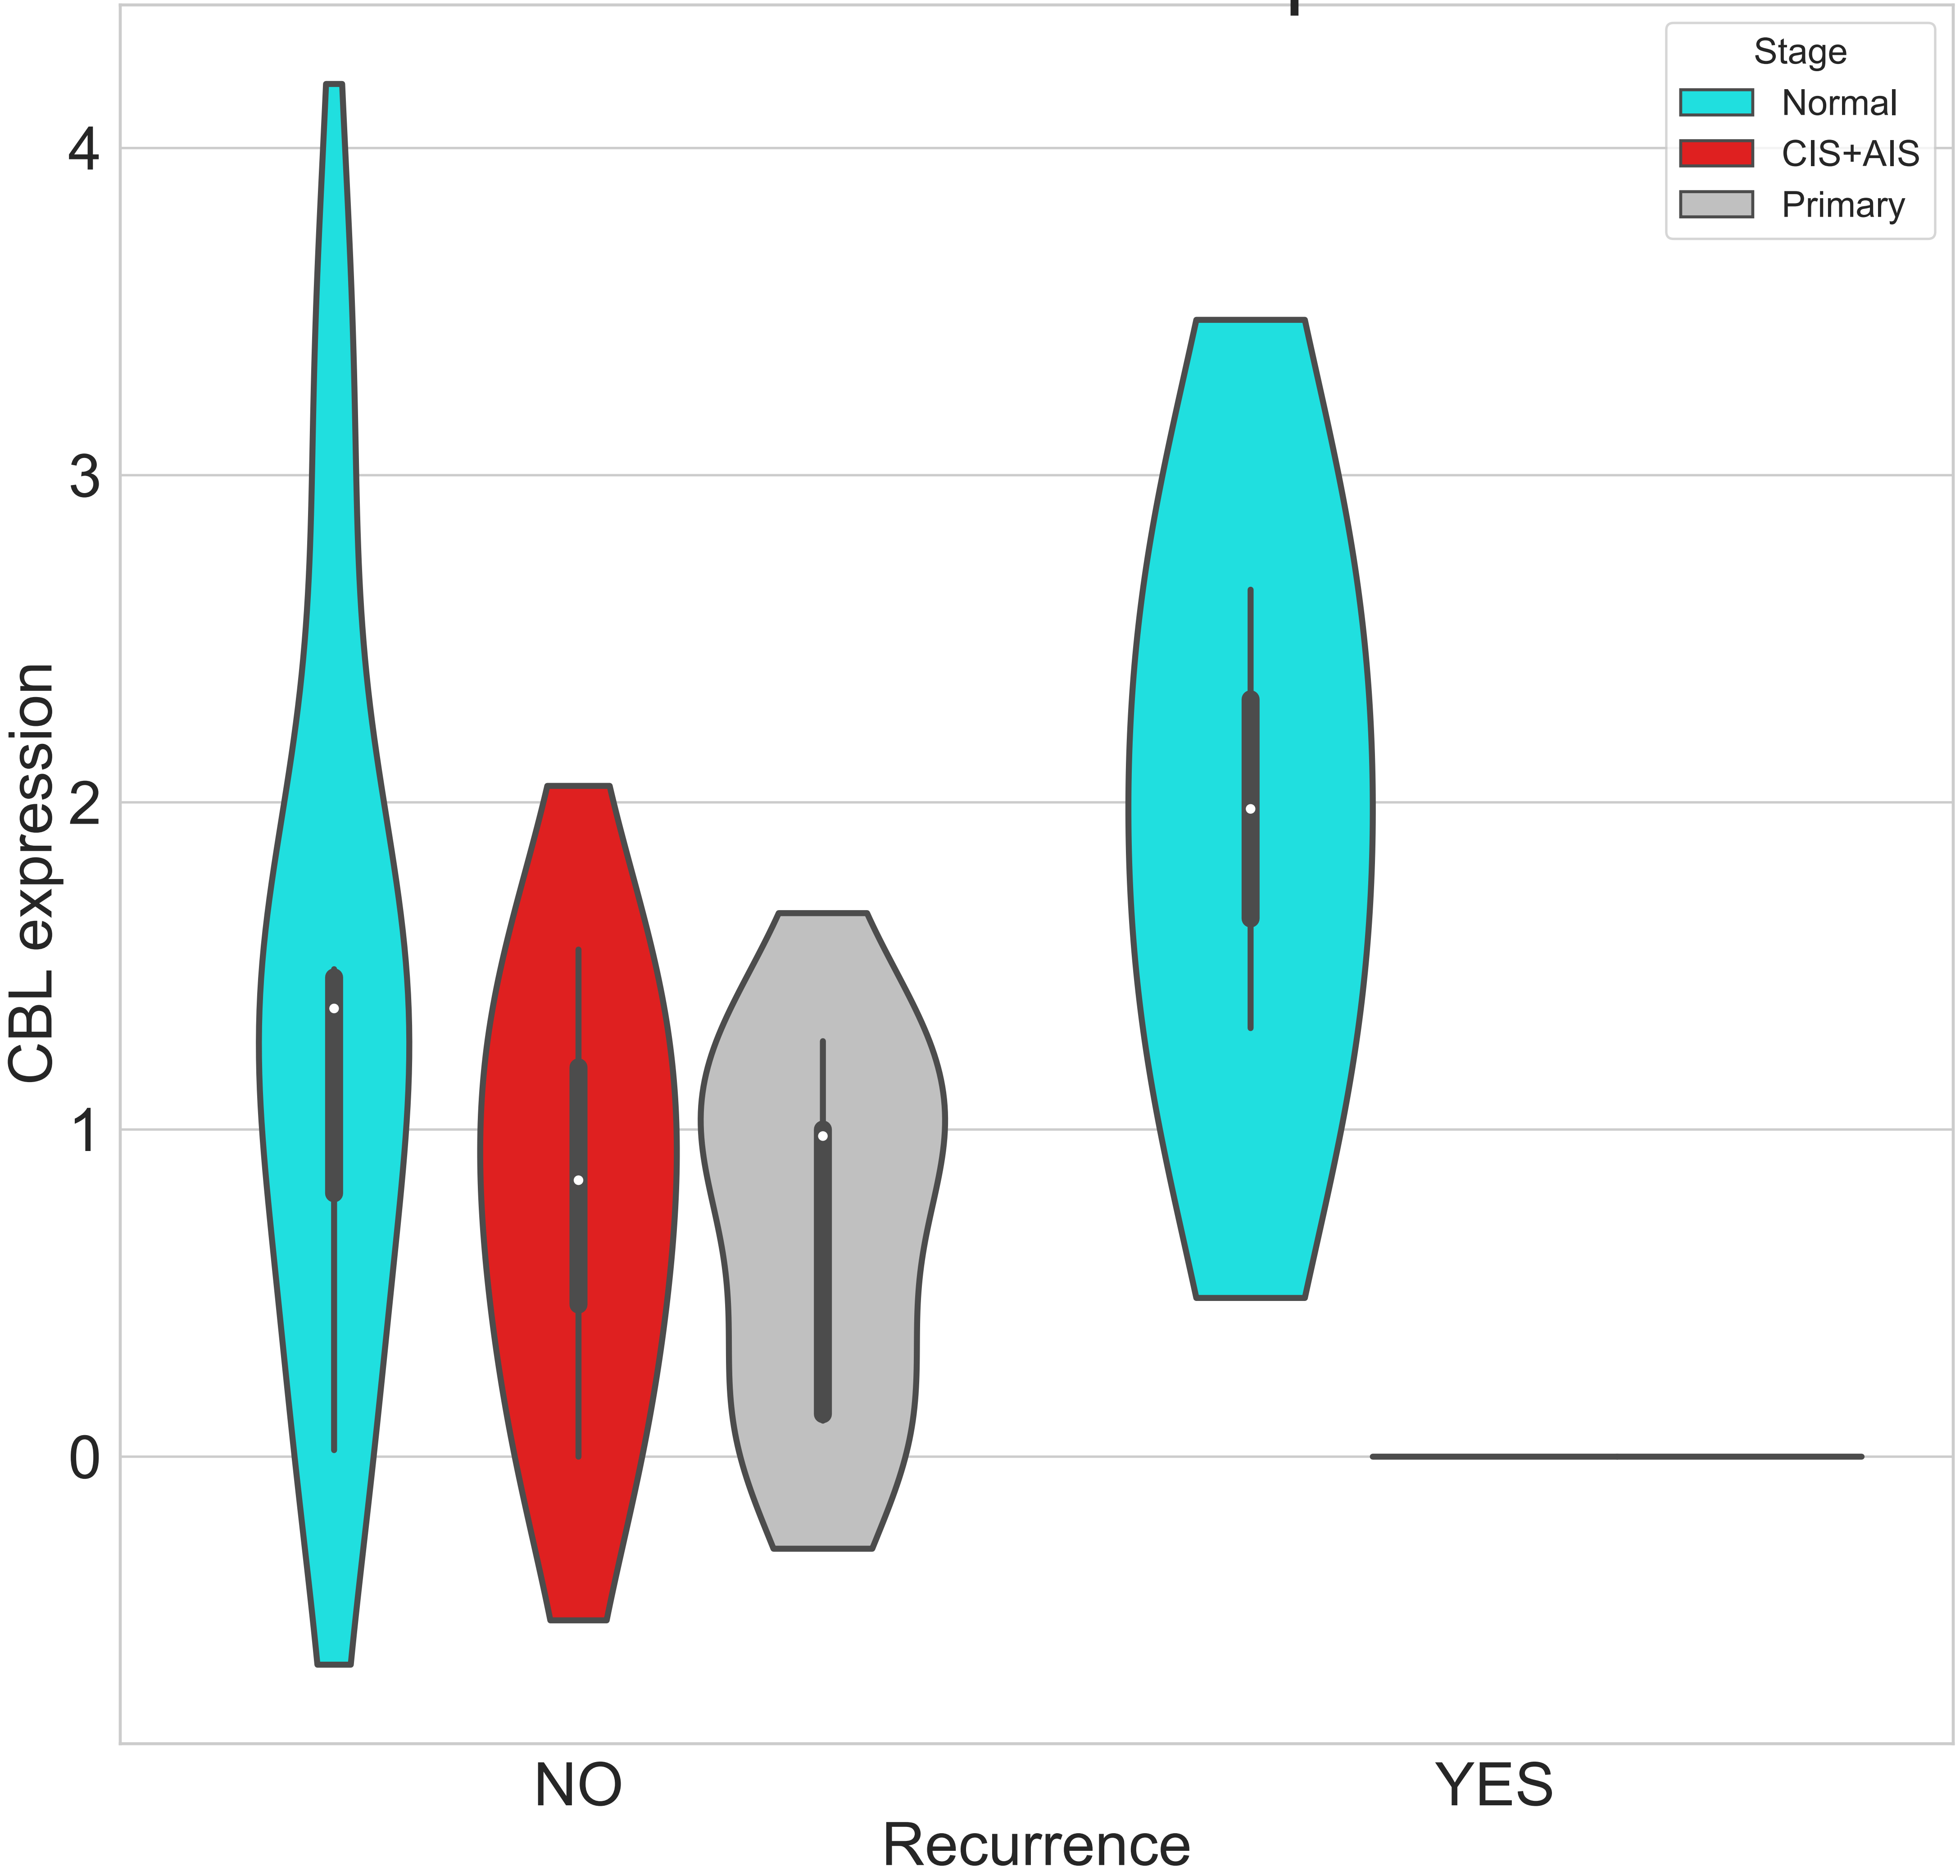 Stage
Normal
CIS+AIS
Primary
4
3
2
1
0
CBL expression
NO
YES
Recurrence